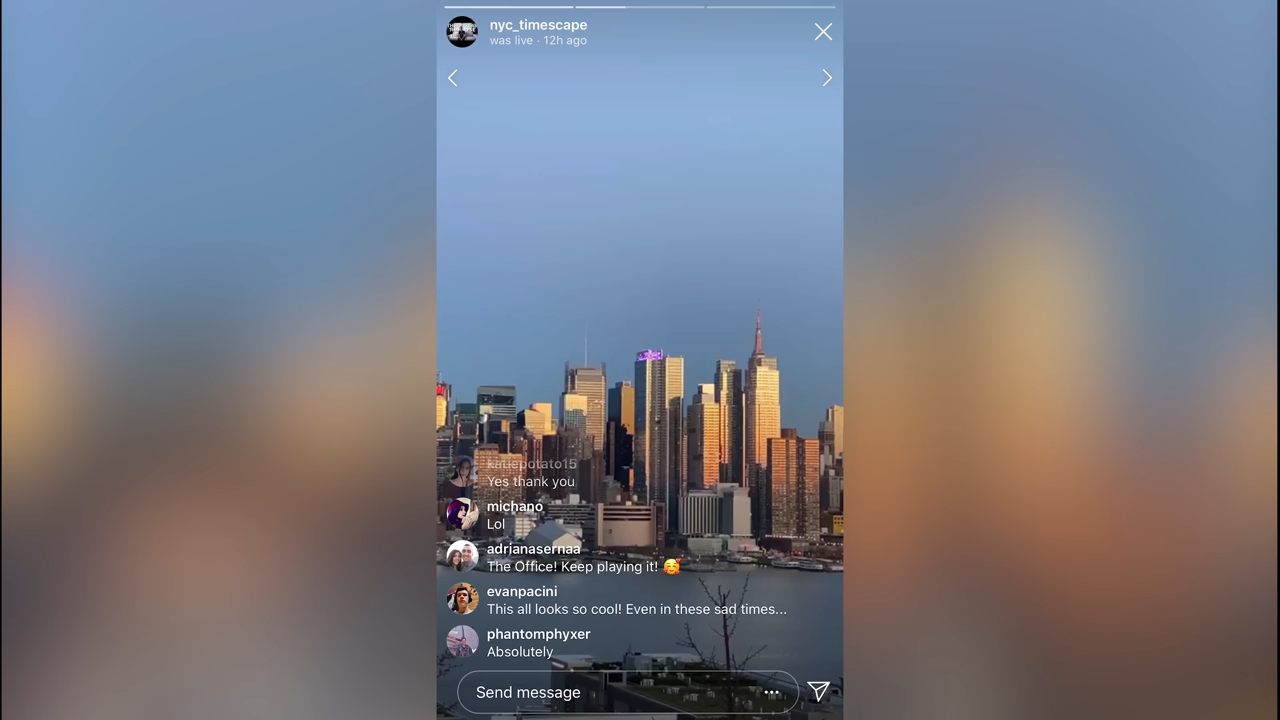 nyc_timescape
was live · 12h ago
katiepotato15
Yes thank you
michano
Lol
adrianasernaa
The Office! Keep playing it! 🥰
evanpacini
This all looks so cool! Even in these sad times...
phantomphyxer
Absolutely
Send message